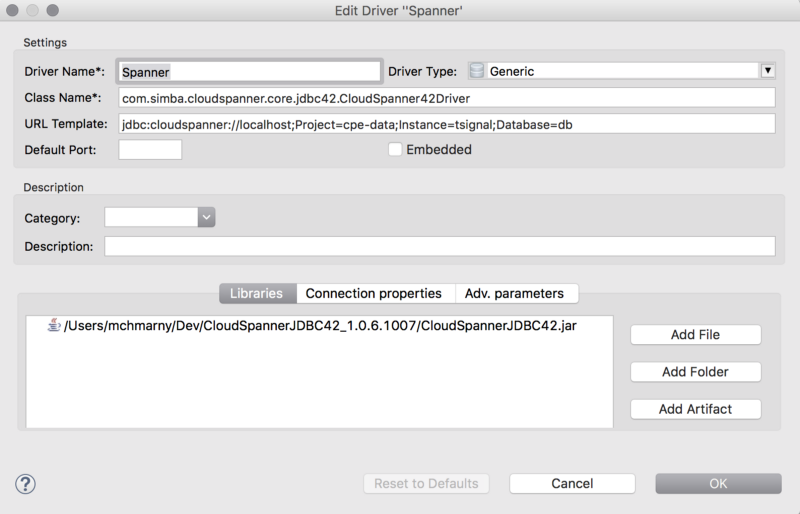 Edit Driver "Spanner'
Settings
Driver Name*: Spanner Driver Type: Generic
Class Name*: com.simba.cloudspanner.core.jdbc42.CloudSpanner42Driver
URL Template: jdbc:cloudspanner://localhost;Project=cpe-data;Instance=tsignal;Database=db
Default Port: Embedded
Description
Category:
Description:
Libraries Connection properties Adv. parameters
/Users/mchmarny/Dev/CloudSpannerJDBC42_1.0.6.1007/CloudSpannerJDBC42.jar
Add File
Add Folder
Add Artifact
? Reset to Defaults Cancel OK